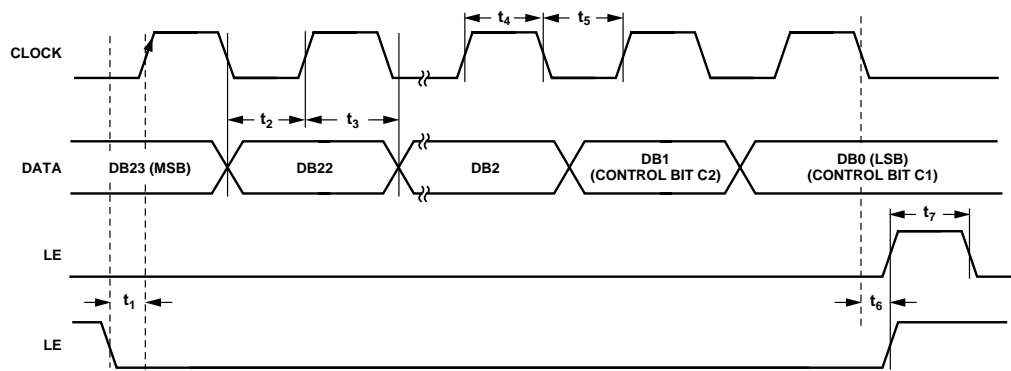 t4 t5
CLOCK
t2 t3
DATA
DB23 (MSB)
DB22
DB2
DB1
(CONTROL BIT C2)
DB0 (LSB)
(CONTROL BIT C1)
t7
LE
t1
t6
LE